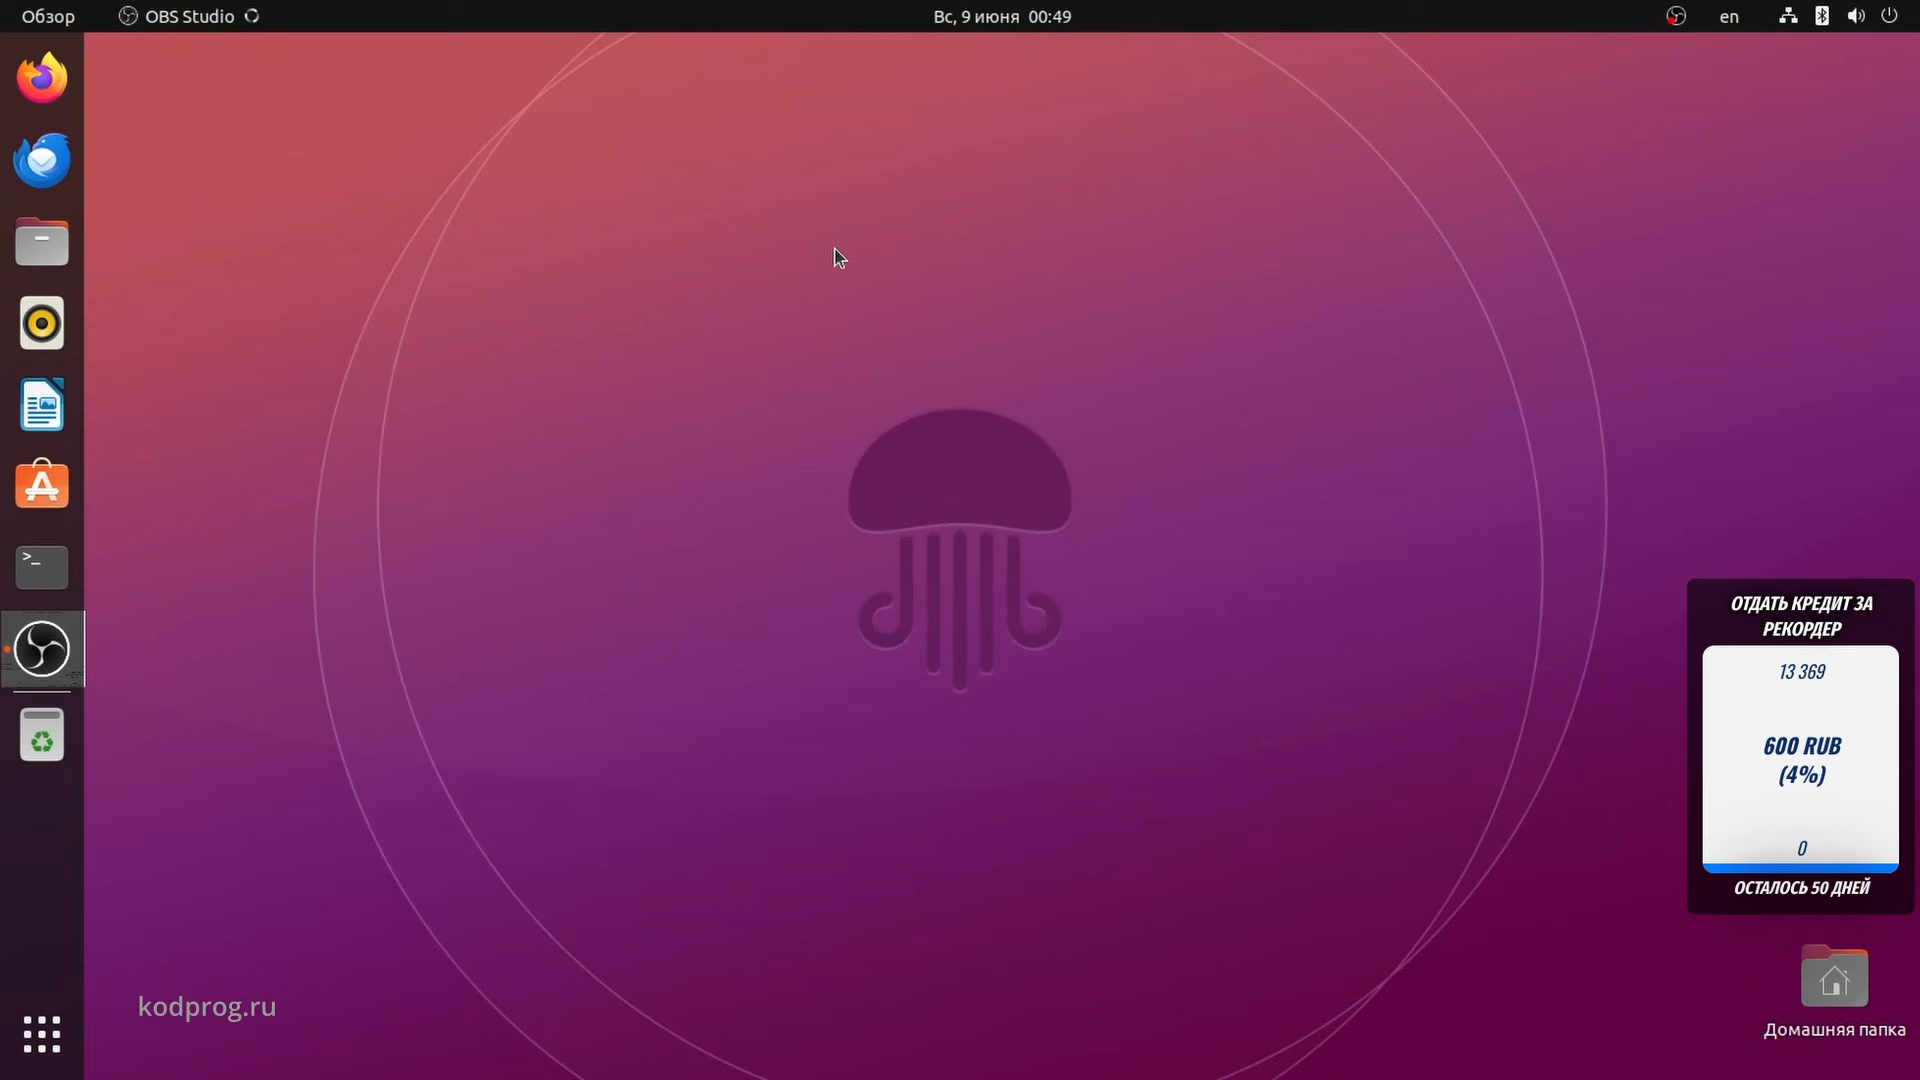 Обзор
OBS Studio
Вс, 9 июня 00:49
en
>_
ОТДАТЬ КРЕДИТ ЗА
РЕКОРДЕР
13 369
600 RUB
(4%)
0
ОСТАЛОСЬ 50 ДНЕЙ
kodprog.ru
Домашняя папка